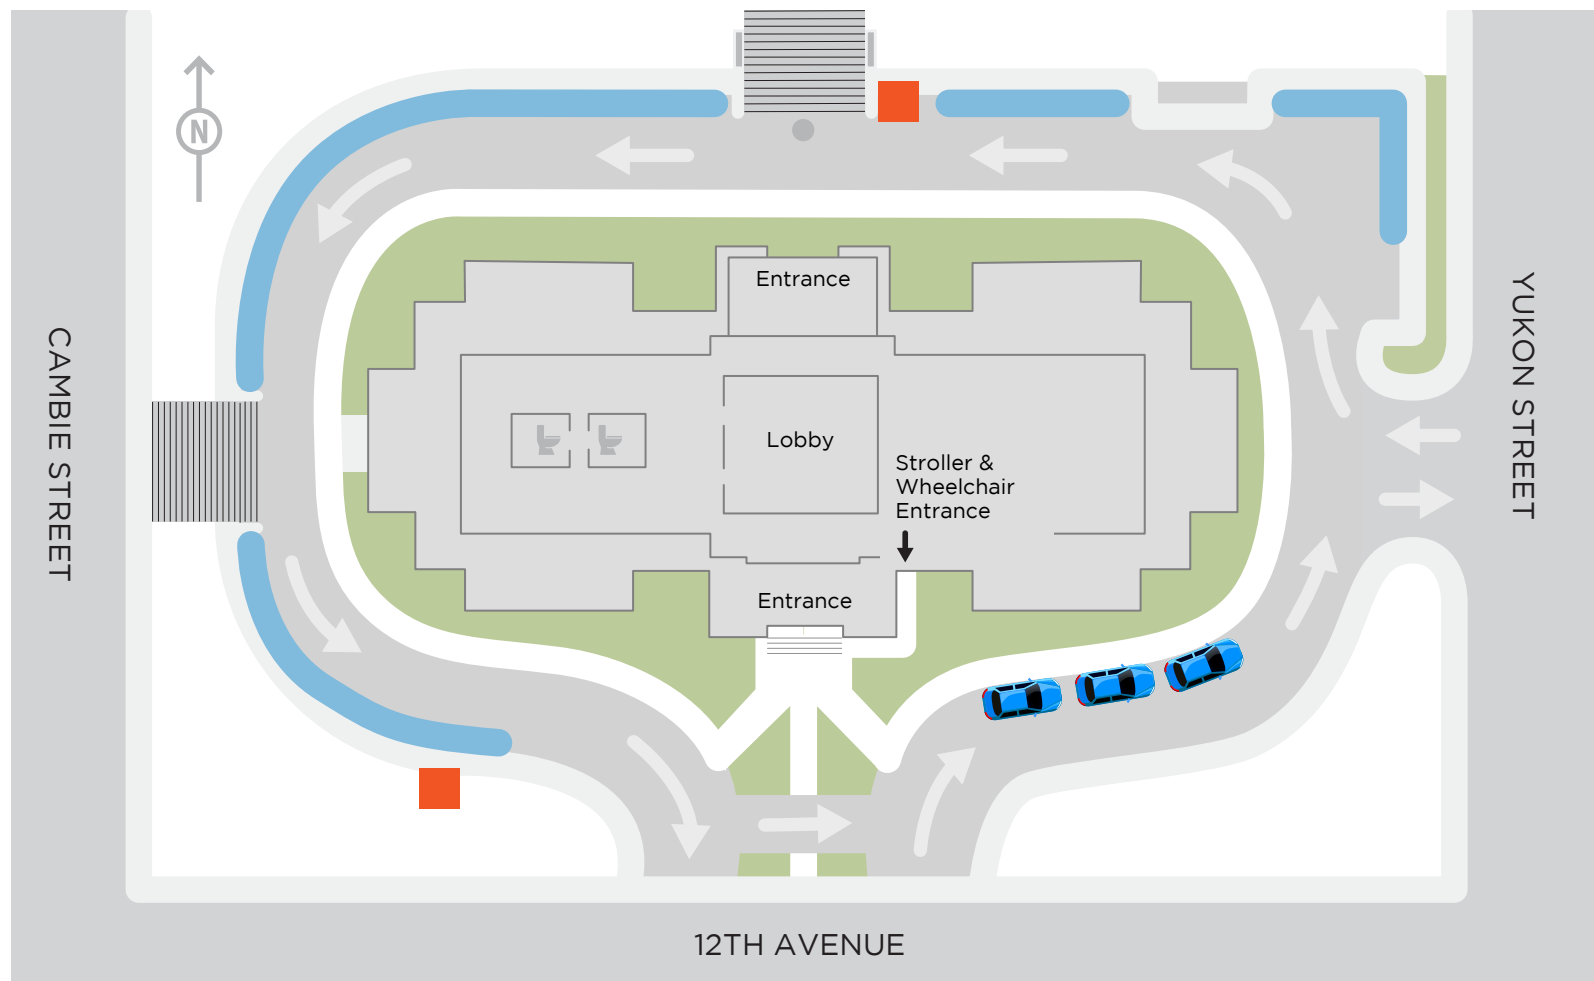 N
Entrance
CAMBIE STREET
YUKON STREET
Lobby
Stroller &
Wheelchair
Entrance
Entrance
12TH AVENUE